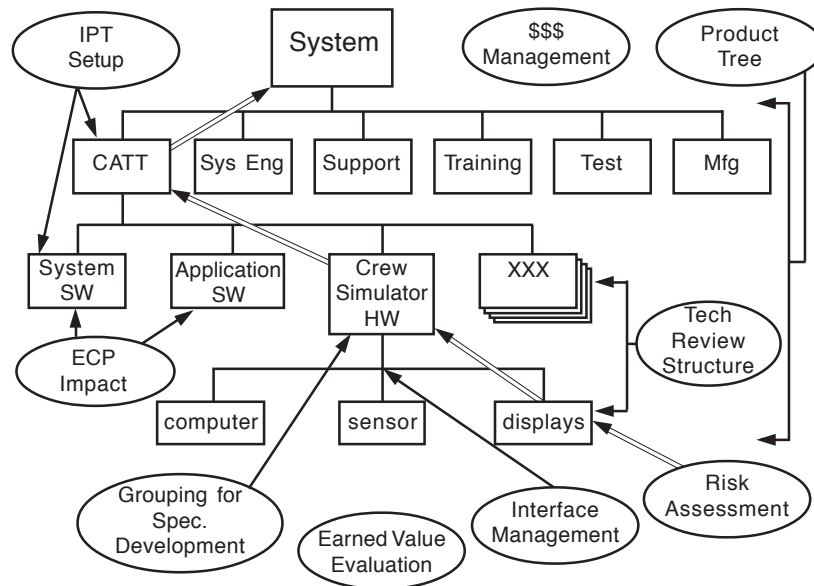 IPT
Setup
System
$$$
Management
Product
Tree
CATT
Sys Eng
Support
Training
Test
Mfg
System
SW
Application
SW
Crew
Simulator
HW
XXX
Tech
Review
Structure
ECP
Impact
computer
sensor
displays
Grouping for
Spec.
Development
Earned Value
Evaluation
Interface
Management
Risk
Assessment